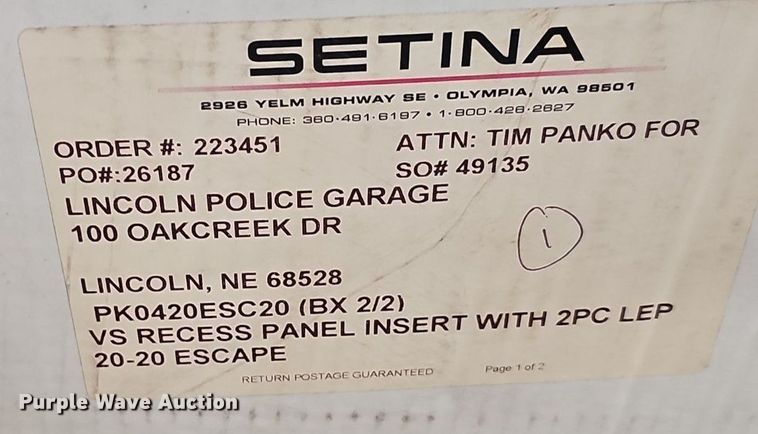 SETINA
2926 YELM HIGHWAY SE • OLYMPIA, WA 98501
PHONE: 360·491·6197 • 1·800·426·2627
ORDER #: 223451 ATTN: TIM PANKO FOR
PO#:26187 SO# 49135
LINCOLN POLICE GARAGE
100 OAKCREEK DR
1
LINCOLN, NE 68528
PK0420ESC20 (BX 2/2)
VS RECESS PANEL INSERT WITH 2PC LEP
20-20 ESCAPE
RETURN POSTAGE GUARANTEED Page 1 of 2
Purple Wave Auction